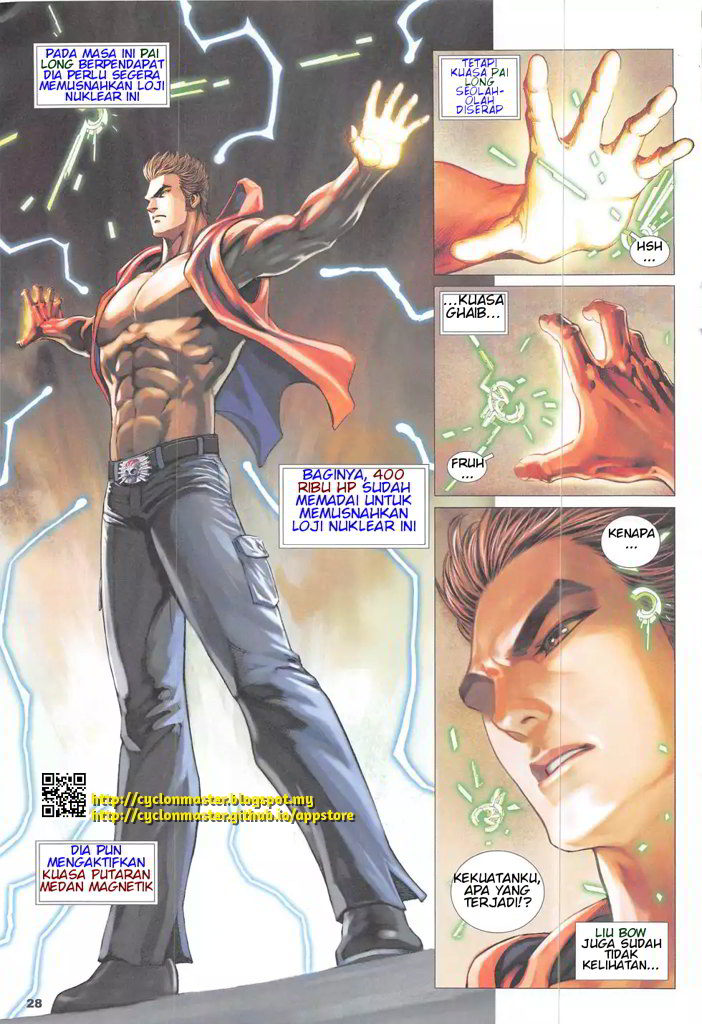 PADA MASA INI PAI
LONG BERPENDAPAT
DIA PERLU SEGERA
MEMUSNAHKAN LOJI
NUKLEAR INI
TETAPI
KUASA PAI
LONG
SEOLAH-
OLAH
DISERAP
HSH
...
...KUASA
GHAIB...
FRUH
...
BAGINYA, 400
RIBU HP SUDAH
MEMADAI UNTUK
MEMUSNAHKAN
LOJI NUKLEAR INI
KENAPA
...
http://cyclonmaster.blogspot.my
http://cyclonmaster.github.io/appstore
DIA PUN
MENGAKTIFKAN
KUASA PUTARAN
MEDAN MAGNETIK
KEKUATANKU,
APA YANG
TERJADI!?
LIU BOW
JUGA SUDAH
TIDAK
KELIHATAN...
28